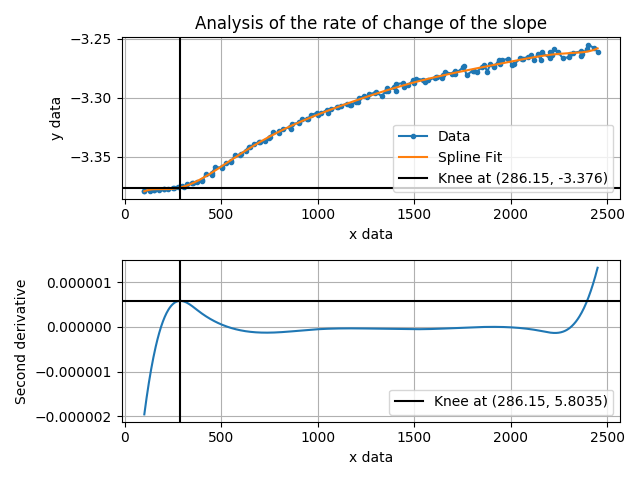 Analysis of the rate of change of the slope
−3.25
−3.30
−3.35
y data
Data
Spline Fit
Knee at (286.15, -3.376)
0 500 1000 1500 2000 2500
x data
0.000001
0.000000
−0.000001
−0.000002
Second derivative
Knee at (286.15, 5.8035)
0 500 1000 1500 2000 2500
x data